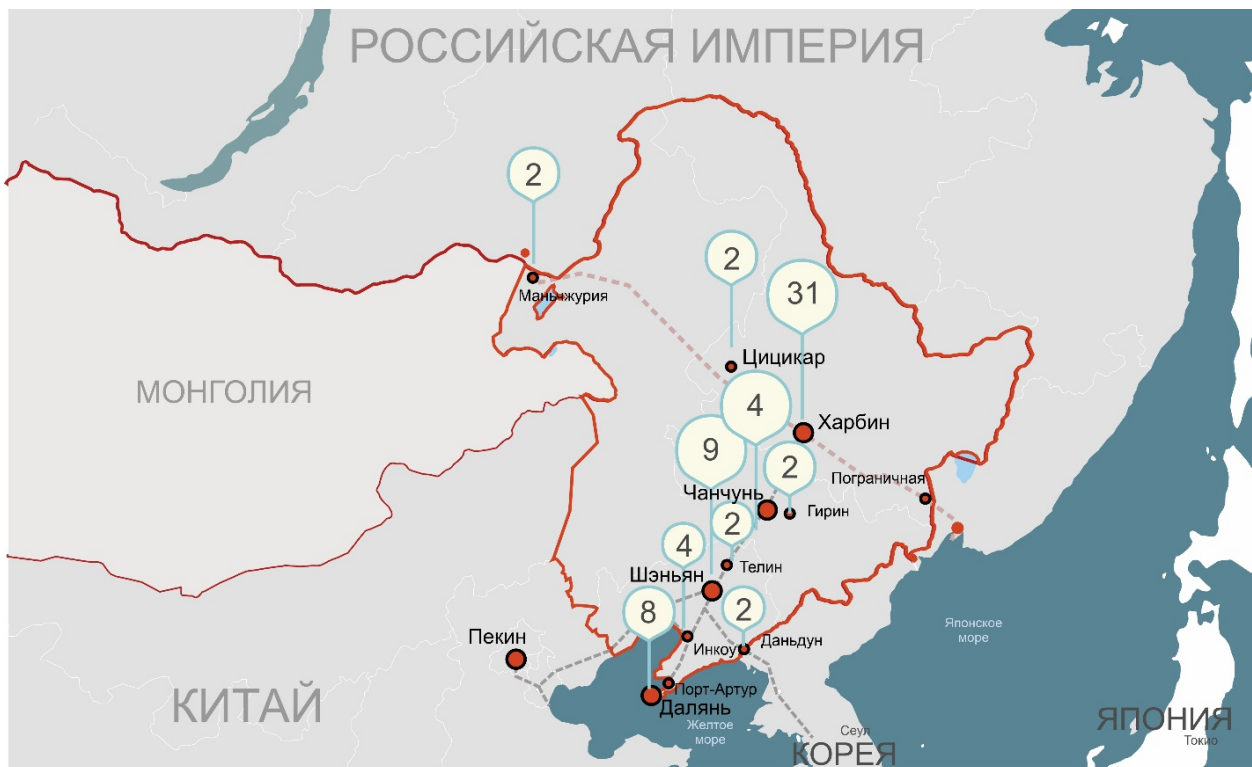 РОССИЙСКАЯ ИМПЕРИЯ
2
Маньчжурия
2
31
Цицикар
МОНГОЛИЯ
4
Харбин
9
2
Пограничная
Чанчунь
Гирин
2
4
Телин
Шэньян
8
2
Японское
море
Пекин
Инкоу
Даньдун
Порт-Артур
КИТАЙ
Далянь
Желтое
море
ЯПОНИЯ
Токио
Сеул
КОРЕЯ